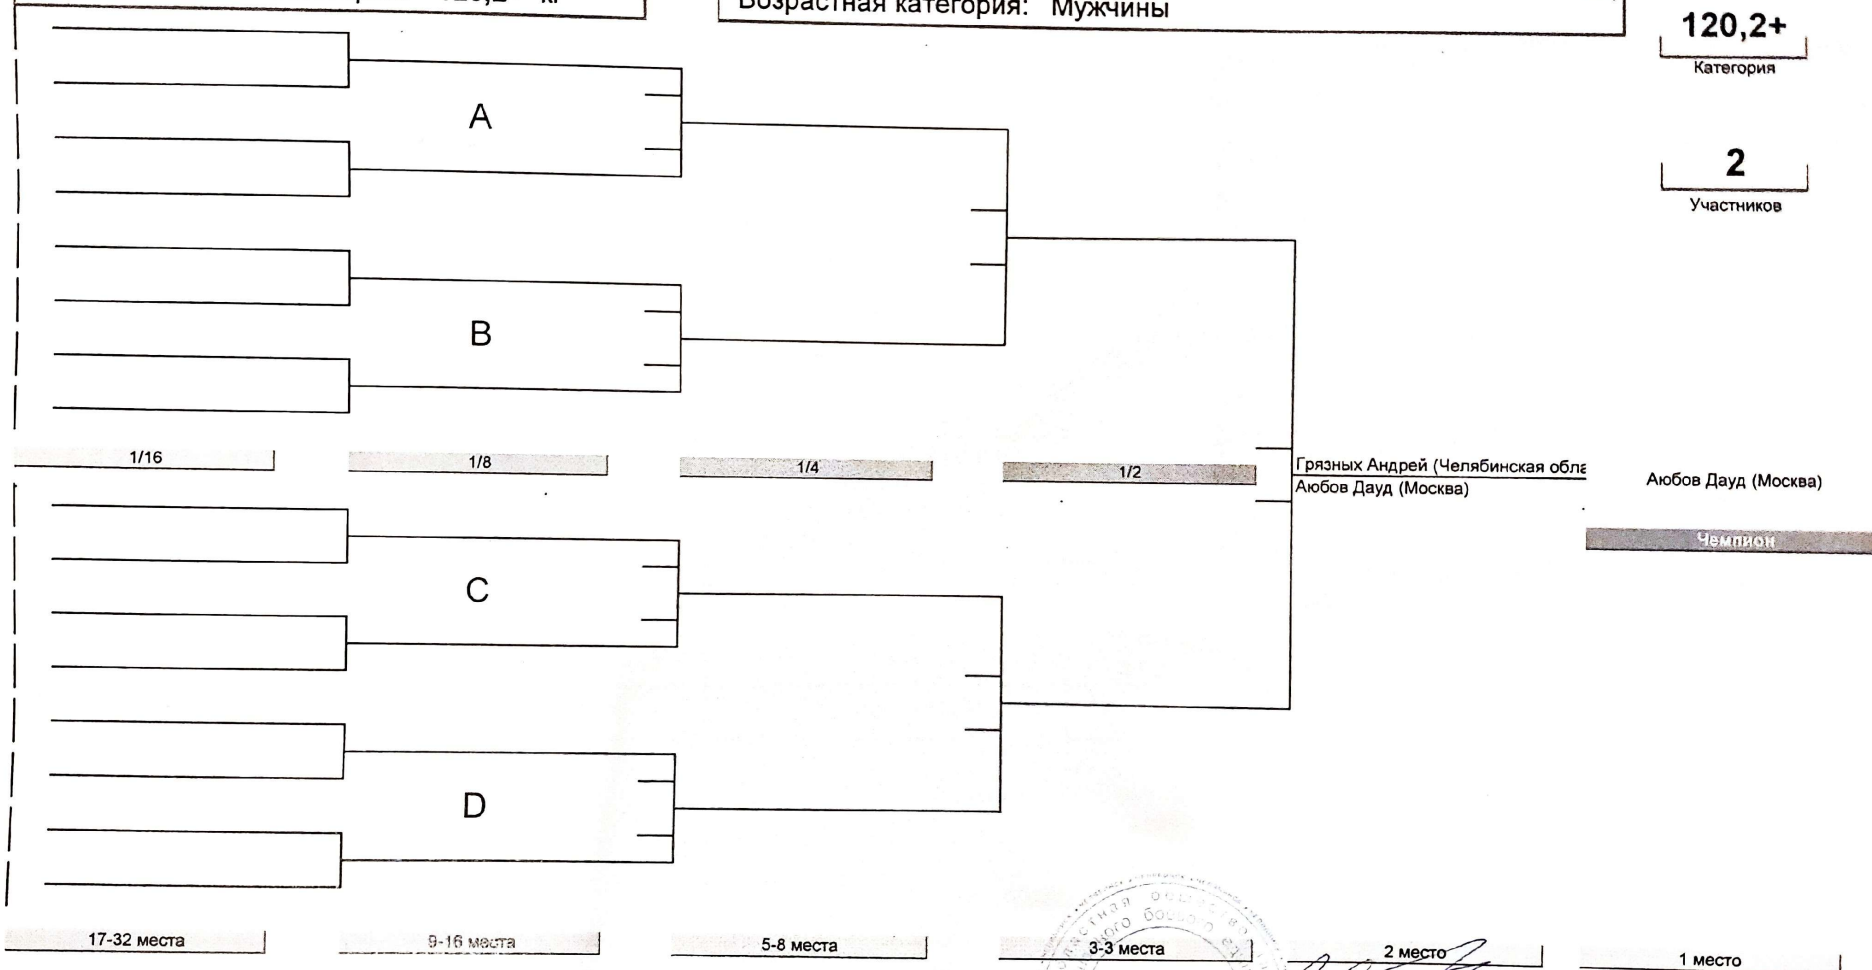 Возрастная категория: Мужчины
120,2+
Категория
2
Участников
A
B
1/16
1/8
1/4
1/2
Грязных Андрей (Челябинская обла
Аюбов Дауд (Москва)
Аюбов Дауд (Москва)
Чемпион
C
D
17-32 места
9-16 места
5-8 места
3-3 места
2 место
1 место